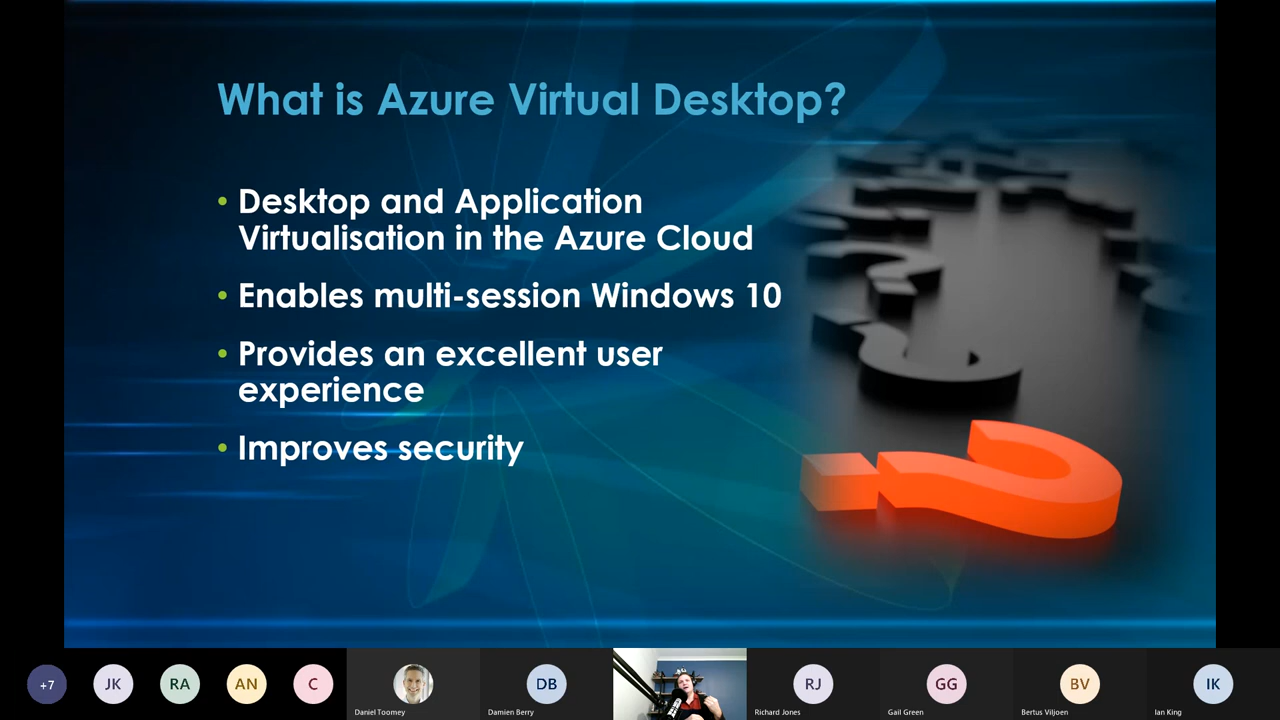 What is Azure Virtual Desktop?
• Desktop and Application
Virtualisation in the Azure Cloud
• Enables multi-session Windows 10
• Provides an excellent user
experience
• Improves security
+7
JK
RA
AN
C
Daniel Toomey
DB
Damien Berry
RJ
Richard Jones
GG
Gail Green
BV
Bertus Viljoen
IK
Ian King